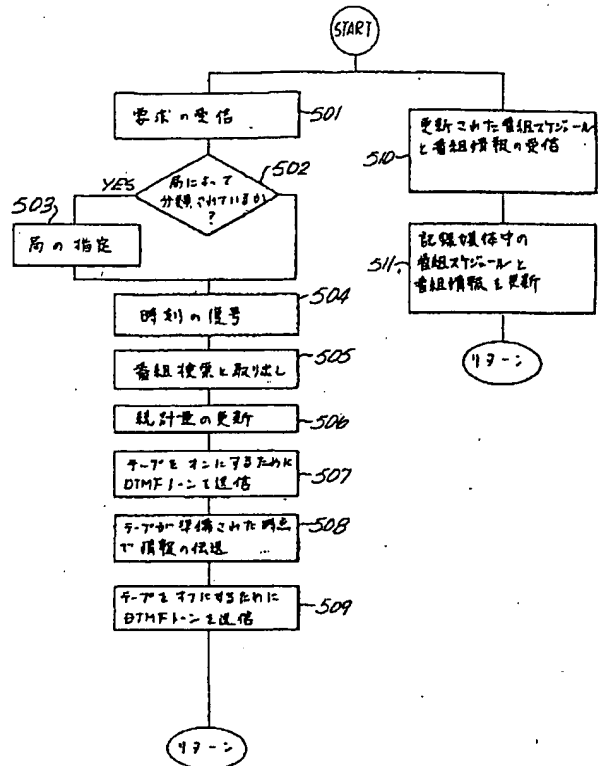 START
要求の受信
501
局によって
分類されているか
?
502
YES
503
局の指定
時刻の復号
504
番組検索と取り出し
505
統計量の更新
506
テープをオンにするために
DTMFトーンを送信
507
テープが準備された時点
で情報の伝送
508
テープをオフにするために
DTMFトーンを送信
509
リターン
更新された番組スケジュール
と番組情報の受信
510
記録媒体中の
番組スケジュールと
番組情報を更新
511
リターン